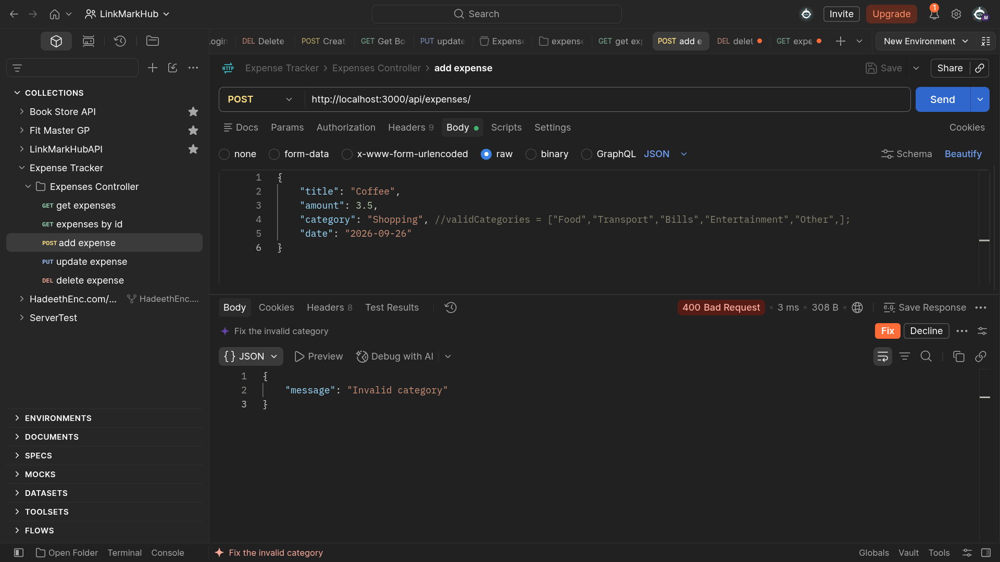 LinkMarkHub
Search
Invite
Upgrade
1
M
ogin
DEL Delete
POST Creat
GET Get Bo
PUT update
Expens
expens
GET get exp
POST add e
DEL delet
GET expe
New Environment
COLLECTIONS
Book Store API
Fit Master GP
LinkMarkHubAPI
Expense Tracker
Expenses Controller
GET get expenses
GET expenses by id
POST add expense
PUT update expense
DEL delete expense
HadeethEnc.com/... HadeethEnc....
ServerTest
ENVIRONMENTS
DOCUMENTS
SPECS
MOCKS
DATASETS
TOOLSETS
FLOWS
HTTP Expense Tracker > Expenses Controller > add expense
Save
Share
POST http://localhost:3000/api/expenses/
Send
Docs Params Authorization Headers 9 Body Scripts Settings
Cookies
none form-data x-www-form-urlencoded raw binary GraphQL JSON
Schema Beautify
1 {
2 "title": "Coffee",
3 "amount": 3.5,
4 "category": "Shopping", //validCategories = ["Food","Transport","Bills","Entertainment","Other",];
5 "date": "2026-09-26"
6 }
Body Cookies Headers 8 Test Results
400 Bad Request • 3 ms • 308 B
e.g. Save Response
Fix the invalid category
Fix Decline
{} JSON Preview Debug with AI
1 {
2 "message": "Invalid category"
3 }
Open Folder Terminal Console
Fix the invalid category
Globals Vault Tools